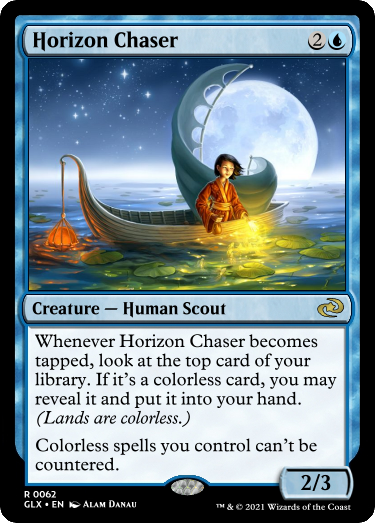 Horizon Chaser 2
Creature — Human Scout
Whenever Horizon Chaser becomes
tapped, look at the top card of your
library. If it's a colorless card, you may
reveal it and put it into your hand.
(Lands are colorless.)
Colorless spells you control can't be
countered.
2/3
R 0062
GLX • EN Alam Danau
™ & © 2021 Wizards of the Coast